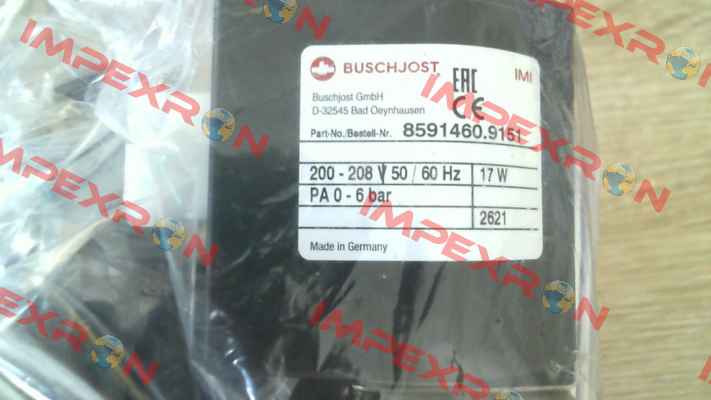 BUSCHJOST
EAC
IMI
Buschjost GmbH
CE
D-32545 Bad Oeynhausen
Part-No./Bestell-Nr. 8591460.9151
200 - 208 V 50 / 60 Hz 17 W
PA 0 - 6 bar
2621
Made in Germany
IMPEXRON
IMPEXRON
IMPEXRON
IMPEXRON
IMPEXRON
IMPEXRON